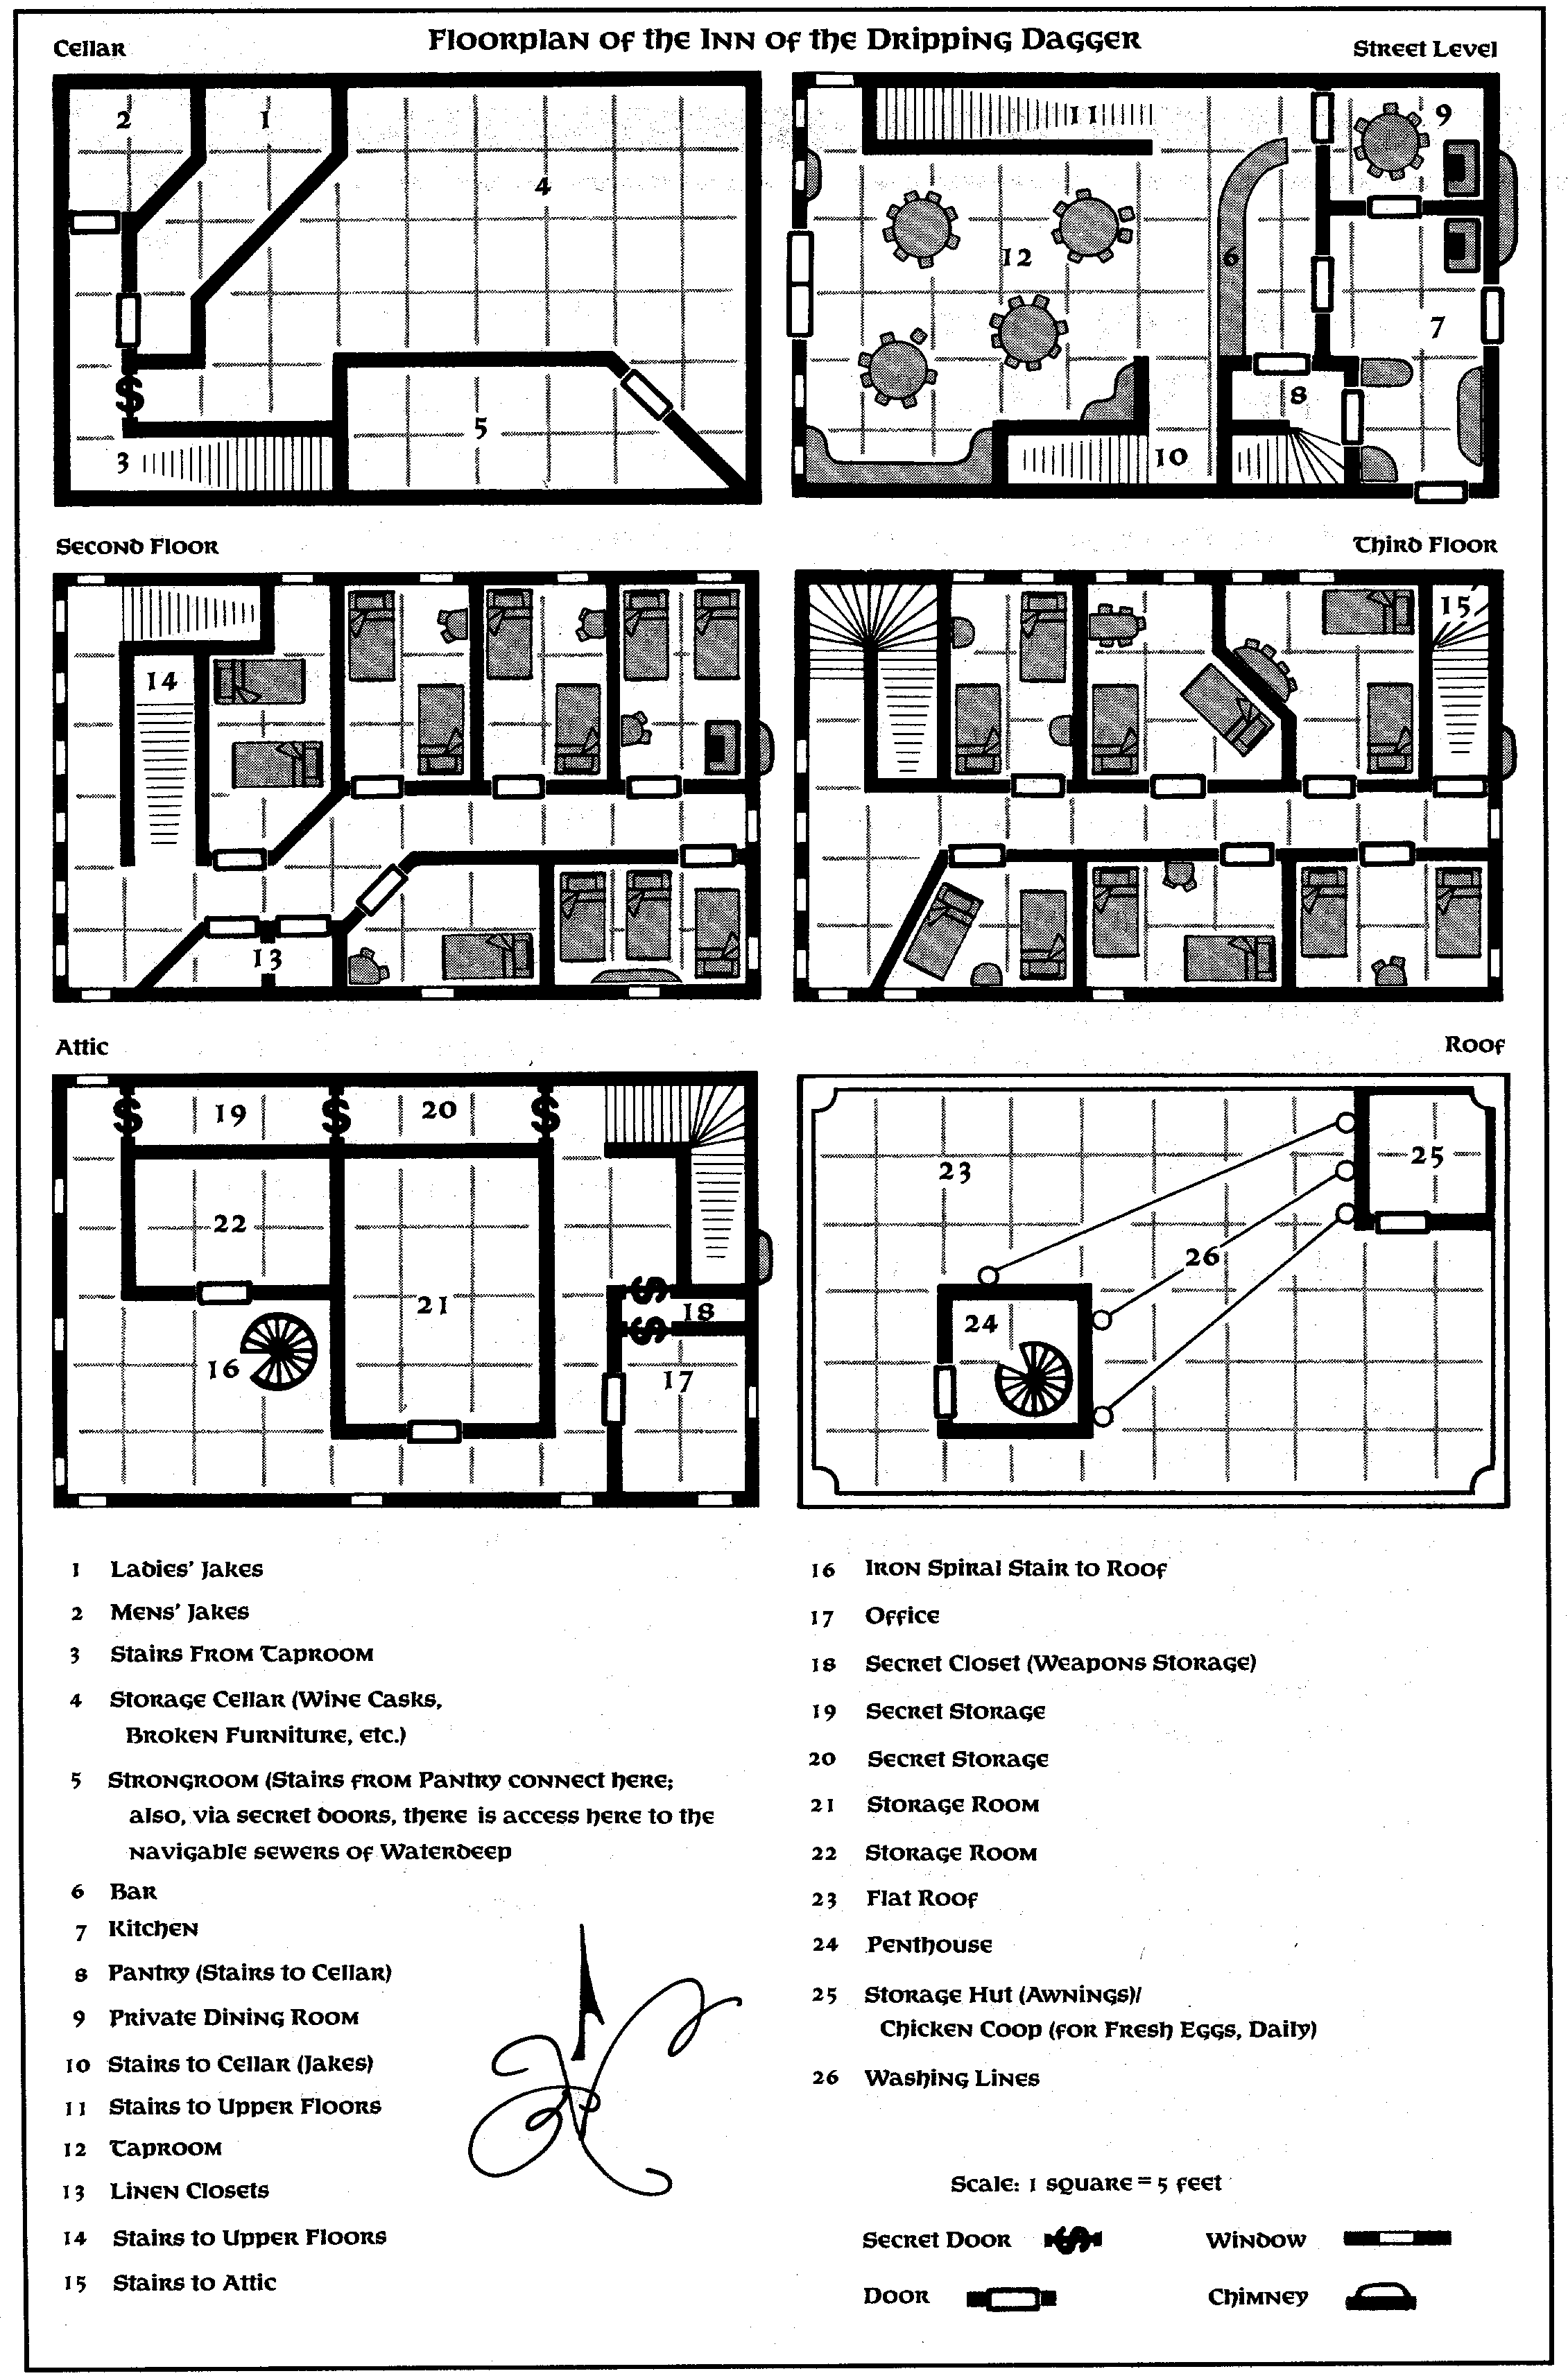 Floorplan of the Inn of the Dripping Dagger
Cellar
Street Level
2
1
4
5
3
11
9
12
6
7
8
10
Second Floor
Third Floor
14
13
15
Attic
Roof
19
20
22
21
16
18
17
23
25
26
24
1 Ladies' Jakes
2 Mens' Jakes
3 Stairs From Taproom
4 Storage Cellar (Wine Casks,
Broken Furniture, etc.)
5 Strongroom (Stairs from Pantry connect here;
also, via secret doors, there is access here to the
navigable sewers of Waterdeep
6 Bar
7 Kitchen
8 Pantry (Stairs to Cellar)
9 Private Dining Room
10 Stairs to Cellar (Jakes)
11 Stairs to Upper Floors
12 Taproom
13 Linen Closets
14 Stairs to Upper Floors
15 Stairs to Attic
16 Iron Spiral Stair to Roof
17 Office
18 Secret Closet (Weapons Storage)
19 Secret Storage
20 Secret Storage
21 Storage Room
22 Storage Room
23 Flat Roof
24 Penthouse
25 Storage Hut (Awnings)/
Chicken Coop (for Fresh Eggs, Daily)
26 Washing Lines
Scale: 1 square = 5 feet
Secret Door
Window
Door
Chimney